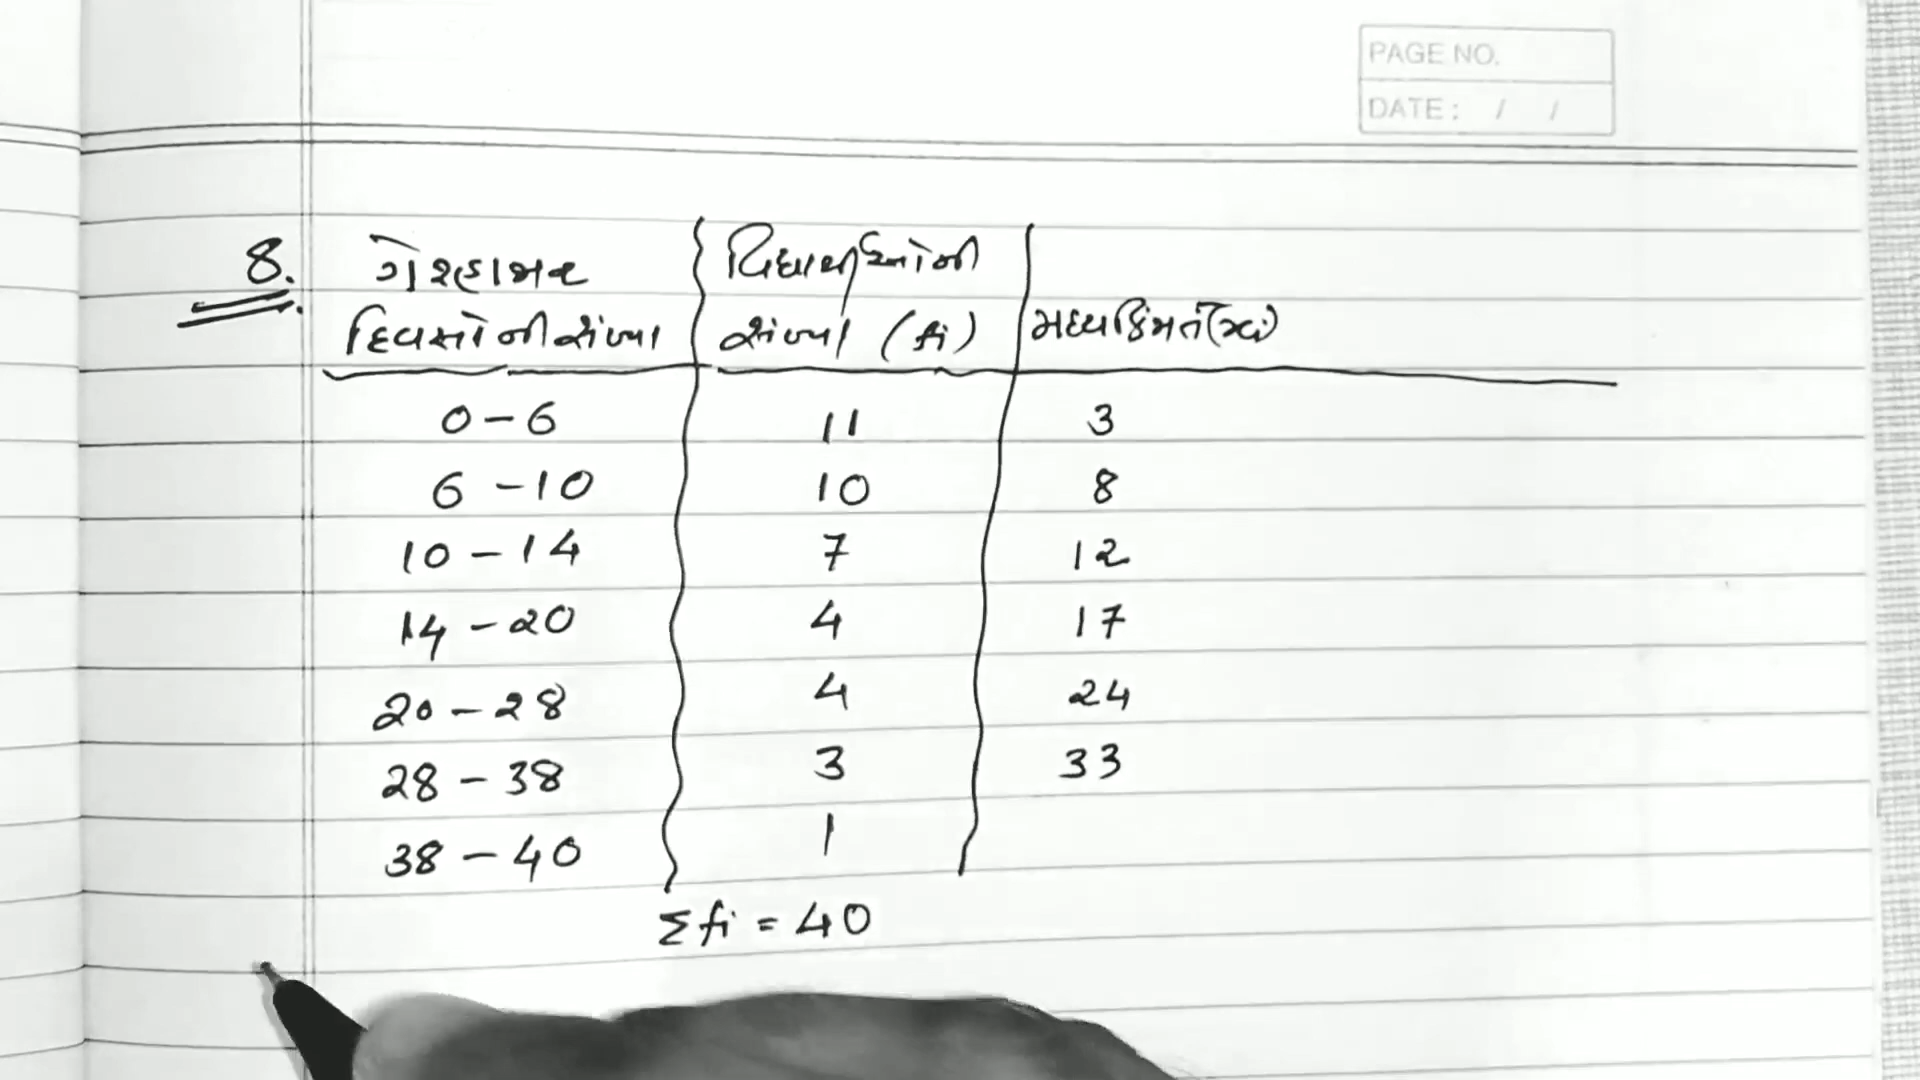 PAGE NO.
DATE: / /
8. ગેરહાજર વિદ્યાર્થીઓની
દિવસોની સંખ્યા સંખ્યા (fi) મધ્યકિંમત (xi)
0-6 11 3
6-10 10 8
10-14 7 12
14-20 4 17
20-28 4 24
28-38 3 33
38-40 1
Σfi = 40